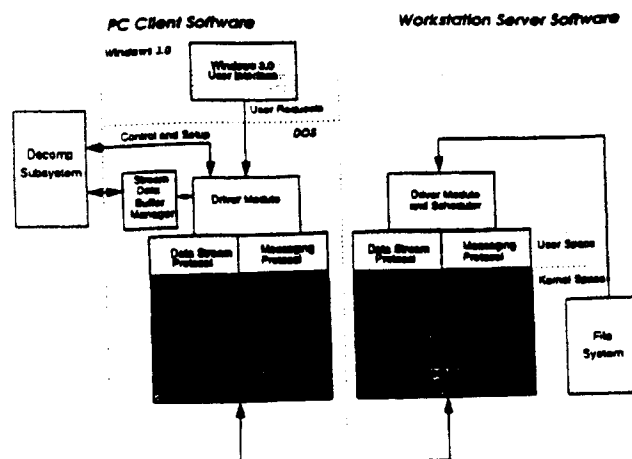 PC Client Software
Workstation Server Software
Windows 3.0
Windows 3.0
User Interface
User Requests
DOS
Control and Setup
Decomp
Subsystem
Stream
Data
Buffer
Manager
Driver Module
Data Stream
Protocol
Messaging
Protocol
Driver Module
and Scheduler
Data Stream
Protocol
Messaging
Protocol
User Space
Kernel Space
File
System